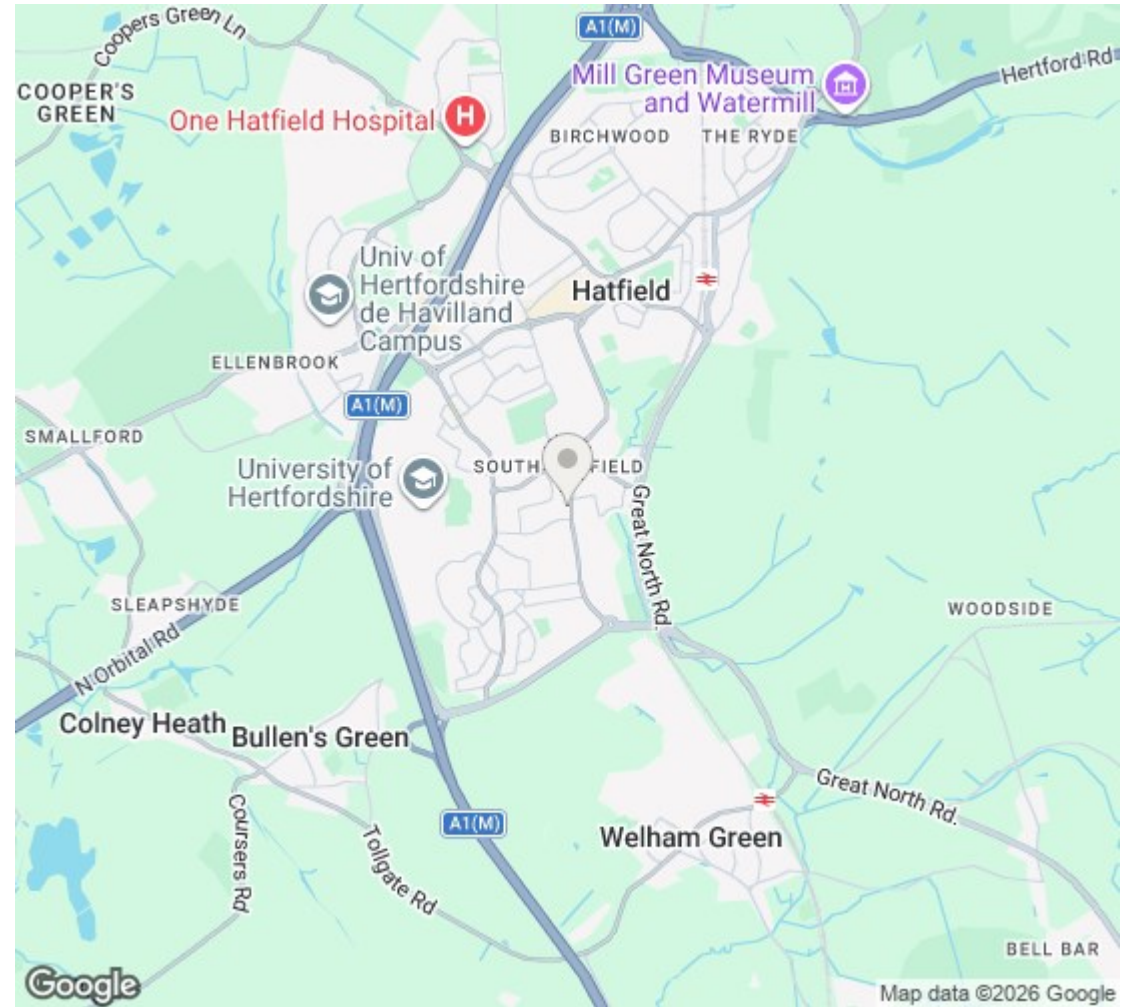 Coopers Green Ln
A1(M)
Hertford Rd
COOPER'S
GREEN
Mill Green Museum
and Watermill
One Hatfield Hospital
H
BIRCHWOOD
THE RYDE
Univ of
Hertfordshire
de Havilland
Campus
Hatfield
ELLENBROOK
A1(M)
SMALLFORD
University of
Hertfordshire
Great North Rd.
SLEAPSHYDE
WOODSIDE
N Orbital Rd
Colney Heath
Bullen's Green
Great North Rd.
Coursers Rd
Tollgate Rd
A1(M)
Welham Green
BELL BAR
Google
Map data ©2026 Google